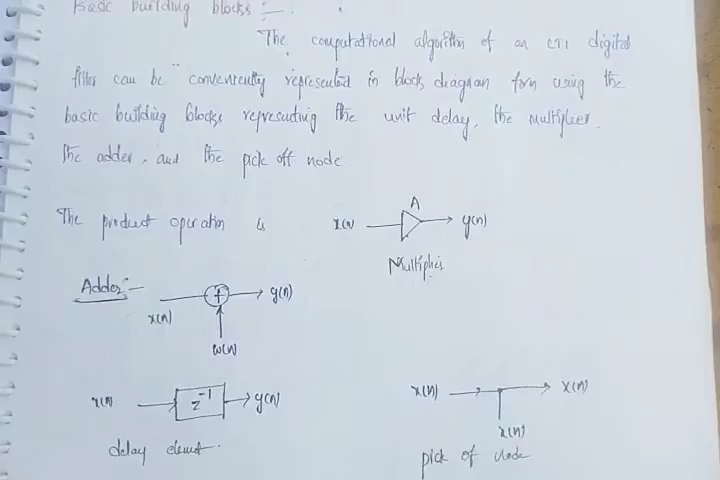 Basic building blocks :-
The computational algorithm of an LTI digital
filter can be conveniently represented in block diagram form using the
basic building blocks representing the unit delay, the multiplier,
the adder, and the pick off node
The product operation is
x(n) A y(n)
Multiplier
Adder:-
x(n) + y(n)
w(n)
x(n) z⁻¹ y(n)
delay element.
x(n) x(n)
x(n)
pick of node